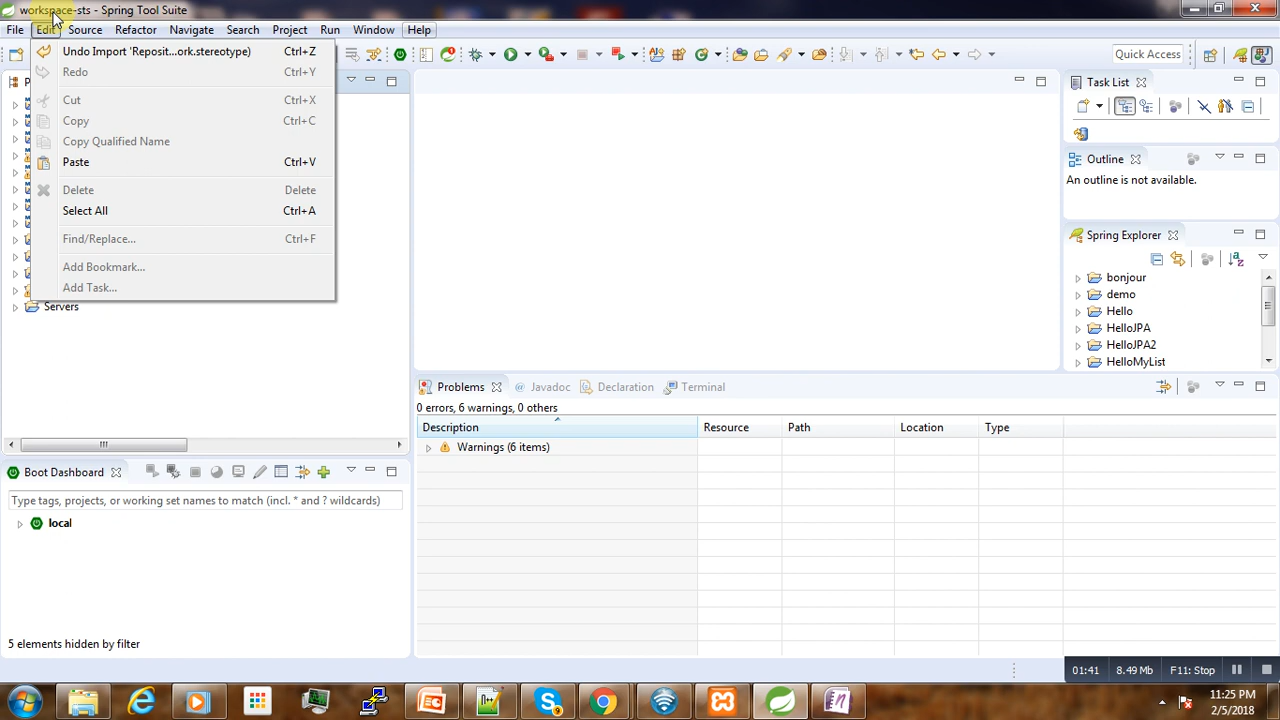 workspace-sts - Spring Tool Suite
File Edit Source Refactor Navigate Search Project Run Window Help
Quick Access
Undo Import 'Reposit...ork.stereotype) Ctrl+Z
Redo Ctrl+Y
Cut Ctrl+X
Copy Ctrl+C
Copy Qualified Name
Paste Ctrl+V
Delete Delete
Select All Ctrl+A
Find/Replace... Ctrl+F
Add Bookmark...
Add Task...
Servers
Task List
Outline
An outline is not available.
Spring Explorer
bonjour
demo
Hello
HelloJPA
HelloJPA2
HelloMyList
Problems @ Javadoc Declaration Terminal
0 errors, 6 warnings, 0 others
Description Resource Path Location Type
Warnings (6 items)
Boot Dashboard
Type tags, projects, or working set names to match (incl. * and ? wildcards)
local
5 elements hidden by filter
01:41 8.49 Mb F11: Stop
11:25 PM
2/5/2018